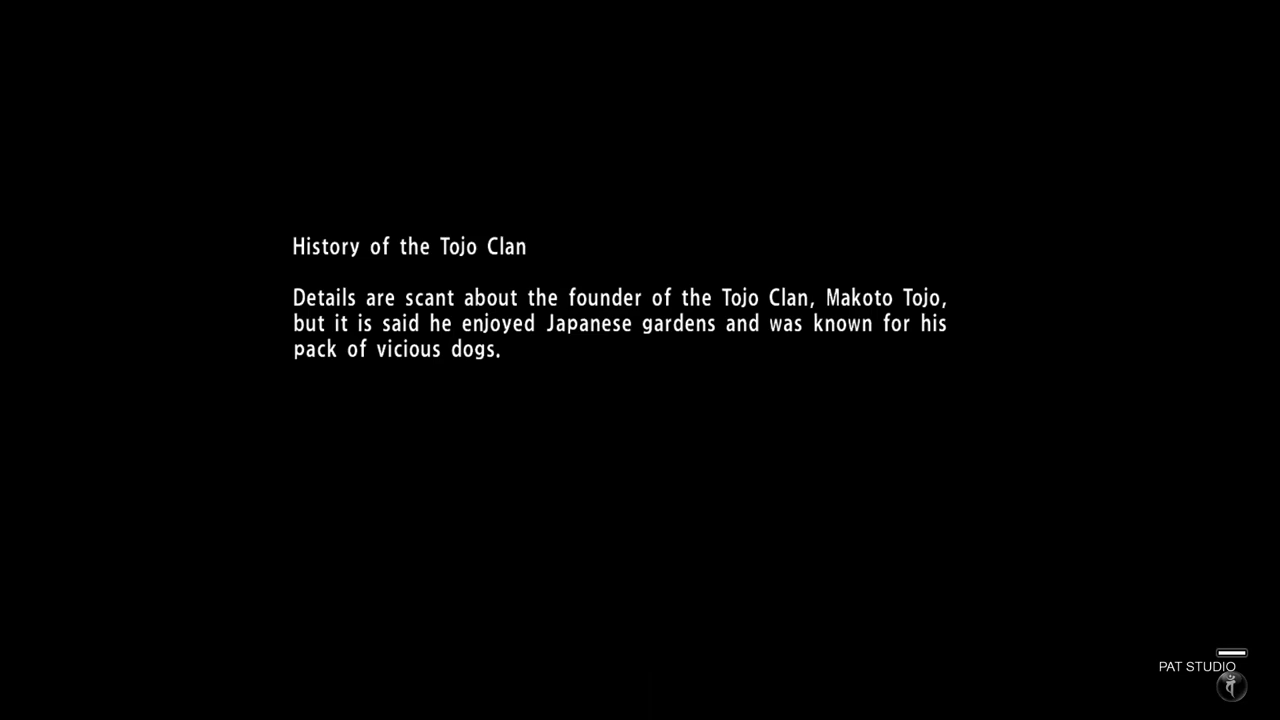 History of the Tojo Clan
Details are scant about the founder of the Tojo Clan, Makoto Tojo,
but it is said he enjoyed Japanese gardens and was known for his
pack of vicious dogs.
PAT STUDIO